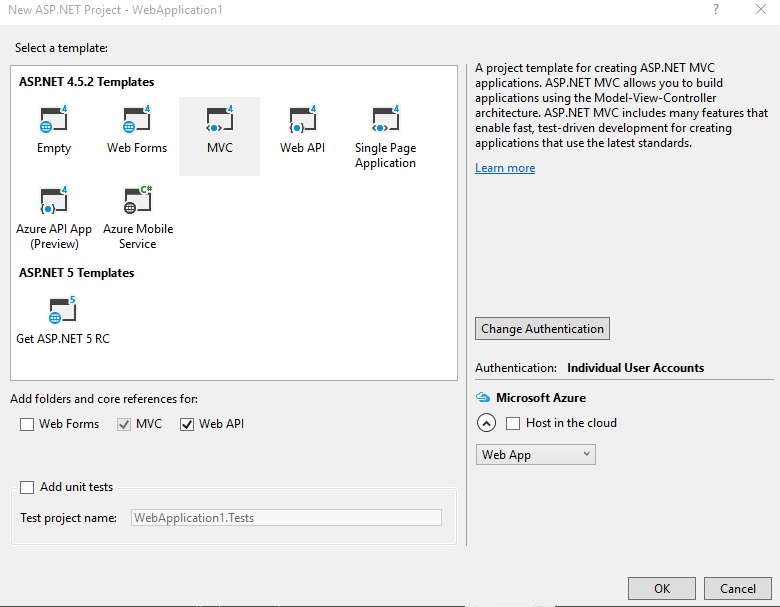 New ASP.NET Project - WebApplication1
?
Select a template:
ASP.NET 4.5.2 Templates
4 4 4 4 4
Empty Web Forms MVC Web API Single Page
Application
4 C#
Azure API App Azure Mobile
(Preview) Service
ASP.NET 5 Templates
5
Get ASP.NET 5 RC
A project template for creating ASP.NET MVC
applications. ASP.NET MVC allows you to build
applications using the Model-View-Controller
architecture. ASP.NET MVC includes many features that
enable fast, test-driven development for creating
applications that use the latest standards.
Learn more
Change Authentication
Authentication: Individual User Accounts
Microsoft Azure
Host in the cloud
Web App
Add folders and core references for:
Web Forms MVC Web API
Add unit tests
Test project name: WebApplication1.Tests
OK Cancel